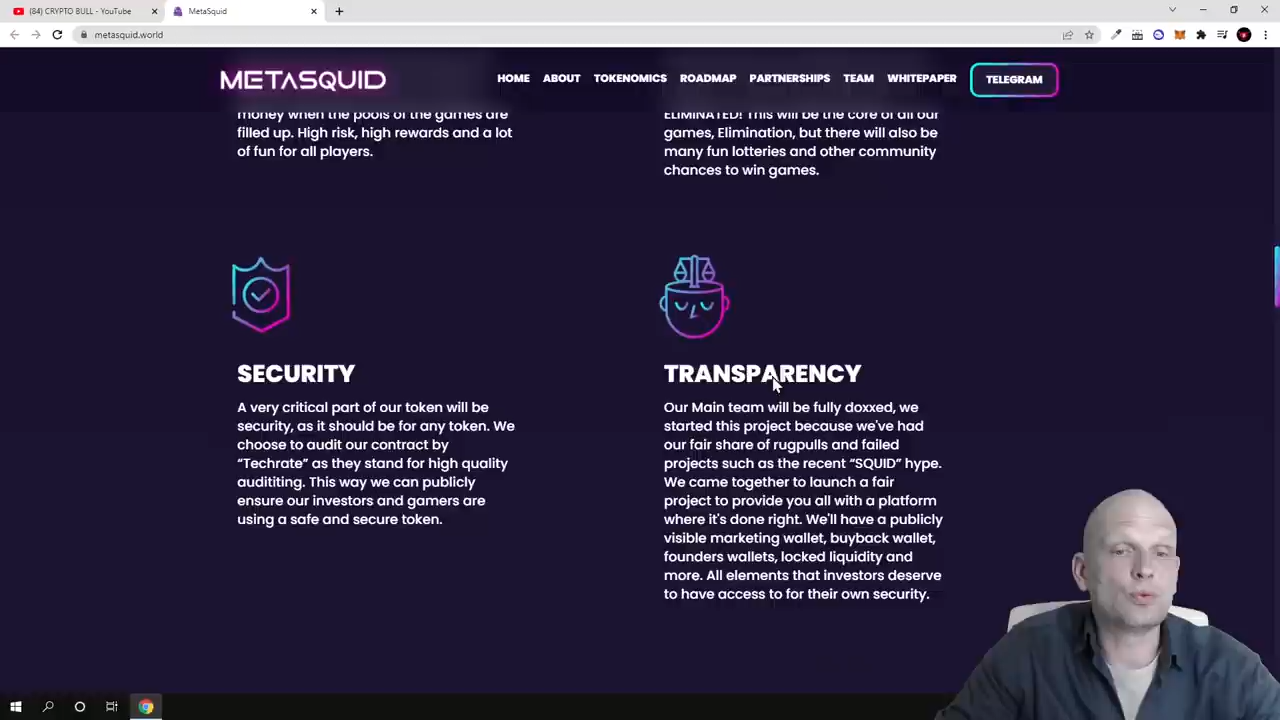 (84) CRYPTO BULL - YouTube
MetaSquid
metasquid.world
METASQUID
HOME ABOUT TOKENOMICS ROADMAP PARTNERSHIPS TEAM WHITEPAPER TELEGRAM
money when the pools of the games are
filled up. High risk, high rewards and a lot
of fun for all players.
ELIMINATED! This will be the core of all our
games, Elimination, but there will also be
many fun lotteries and other community
chances to win games.
SECURITY
A very critical part of our token will be
security, as it should be for any token. We
choose to audit our contract by
“Techrate” as they stand for high quality
auditiing. This way we can publicly
ensure our investors and gamers are
using a safe and secure token.
TRANSPARENCY
Our Main team will be fully doxxed, we
started this project because we've had
our fair share of rugpulls and failed
projects such as the recent “SQUID” hype.
We came together to launch a fair
project to provide you all with a platform
where it's done right. We'll have a publicly
visible marketing wallet, buyback wallet,
founders wallets, locked liquidity and
more. All elements that investors deserve
to have access to for their own security.